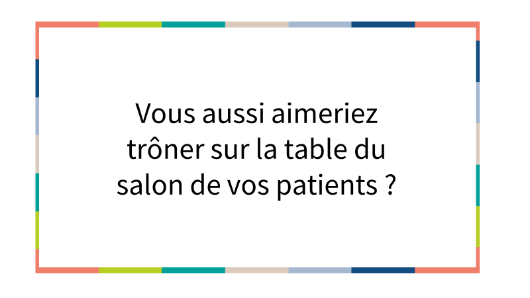 Vous aussi aimeriez
trôner sur la table du
salon de vos patients ?